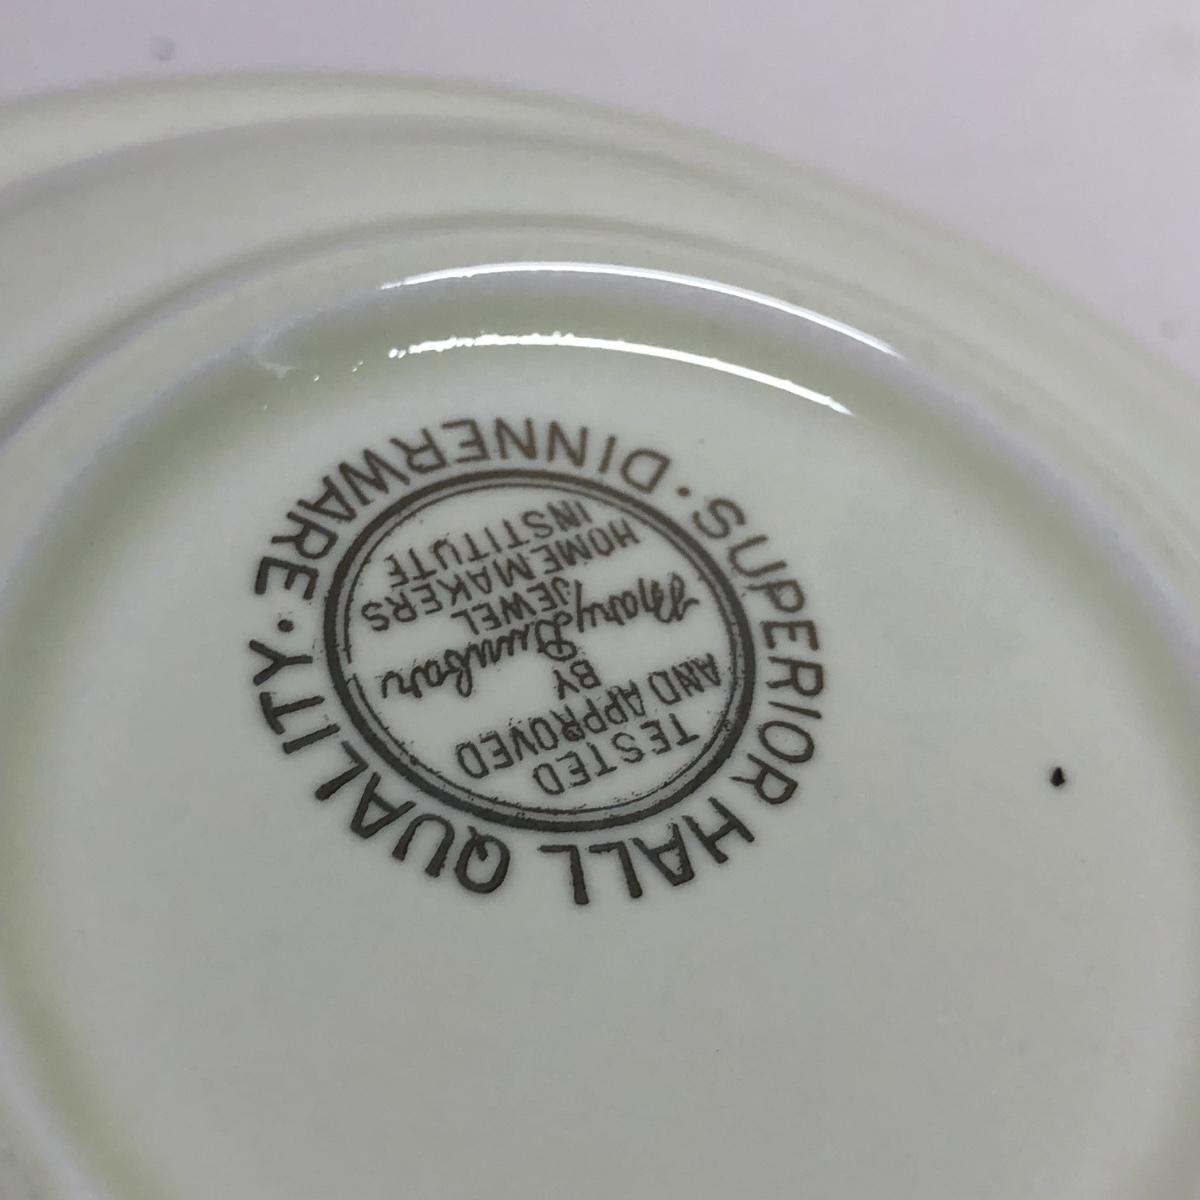 SUPERIOR HALL QUALITY · DINNERWARE ·
TESTED
AND APPROVED
BY
Mary Dunbar
JEWEL
HOMEMAKERS
INSTITUTE